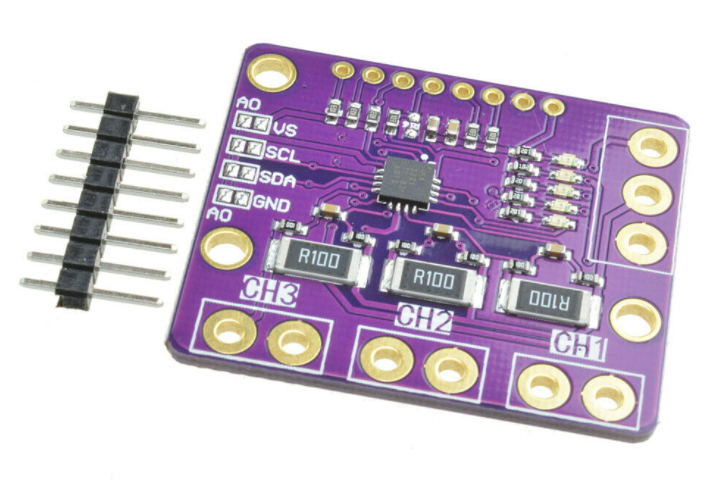 A0
VS
SCL
SDA
GND
A0
R100
R100
R100
CH3
CH2
CH1